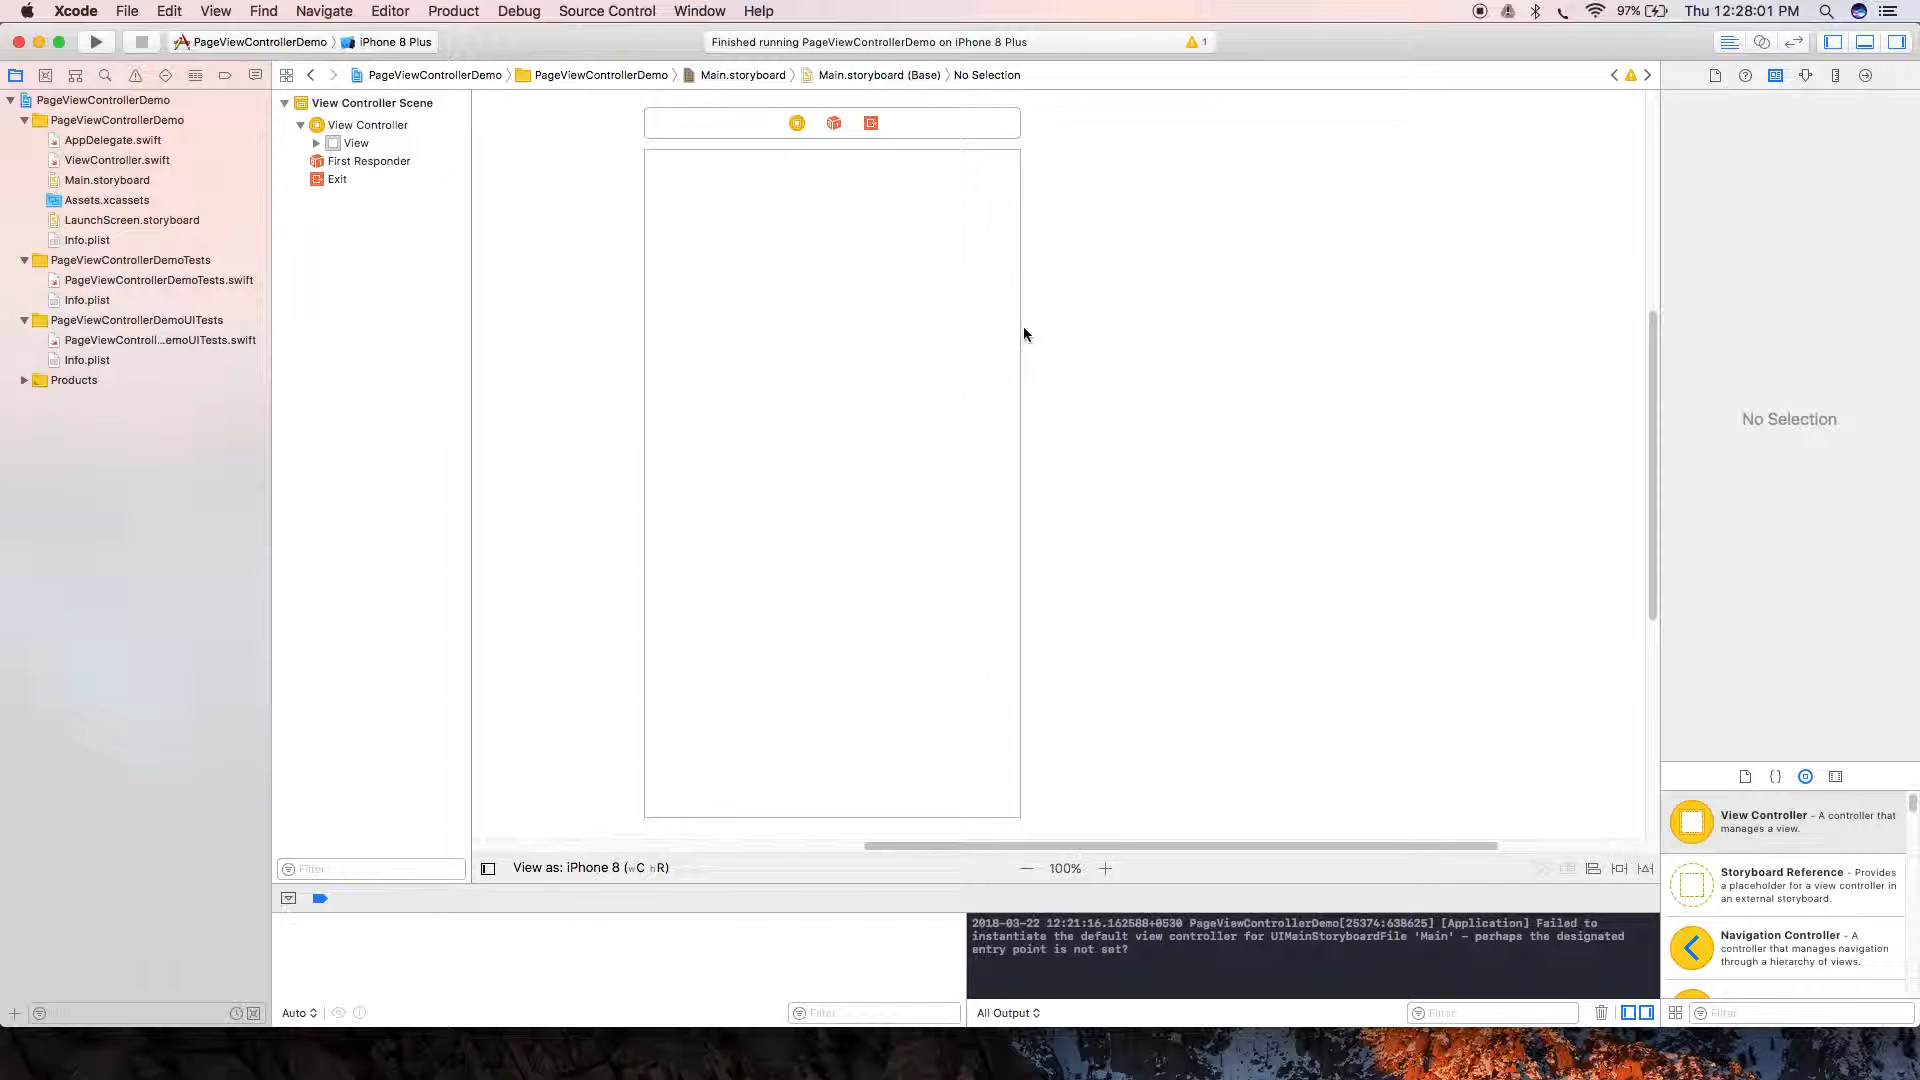 Xcode File Edit View Find Navigate Editor Product Debug Source Control Window Help
97% Thu 12:28:01 PM
PageViewControllerDemo iPhone 8 Plus
Finished running PageViewControllerDemo on iPhone 8 Plus 1
PageViewControllerDemo PageViewControllerDemo Main.storyboard Main.storyboard (Base) No Selection
PageViewControllerDemo
PageViewControllerDemo
AppDelegate.swift
ViewController.swift
Main.storyboard
Assets.xcassets
LaunchScreen.storyboard
Info.plist
PageViewControllerDemoTests
PageViewControllerDemoTests.swift
Info.plist
PageViewControllerDemoUITests
PageViewControll...emoUITests.swift
Info.plist
Products
View Controller Scene
View Controller
View
First Responder
Exit
Filter
View as: iPhone 8 (wC hR)
100%
No Selection
View Controller - A controller that
manages a view.
Storyboard Reference - Provides
a placeholder for a view controller in
an external storyboard.
Navigation Controller - A
controller that manages navigation
through a hierarchy of views.
2018-03-22 12:21:16.162588+0530 PageViewControllerDemo[25374:638625] [Application] Failed to
instantiate the default view controller for UIMainStoryboardFile 'Main' - perhaps the designated
entry point is not set?
Auto
Filter
All Output
Filter
Filter